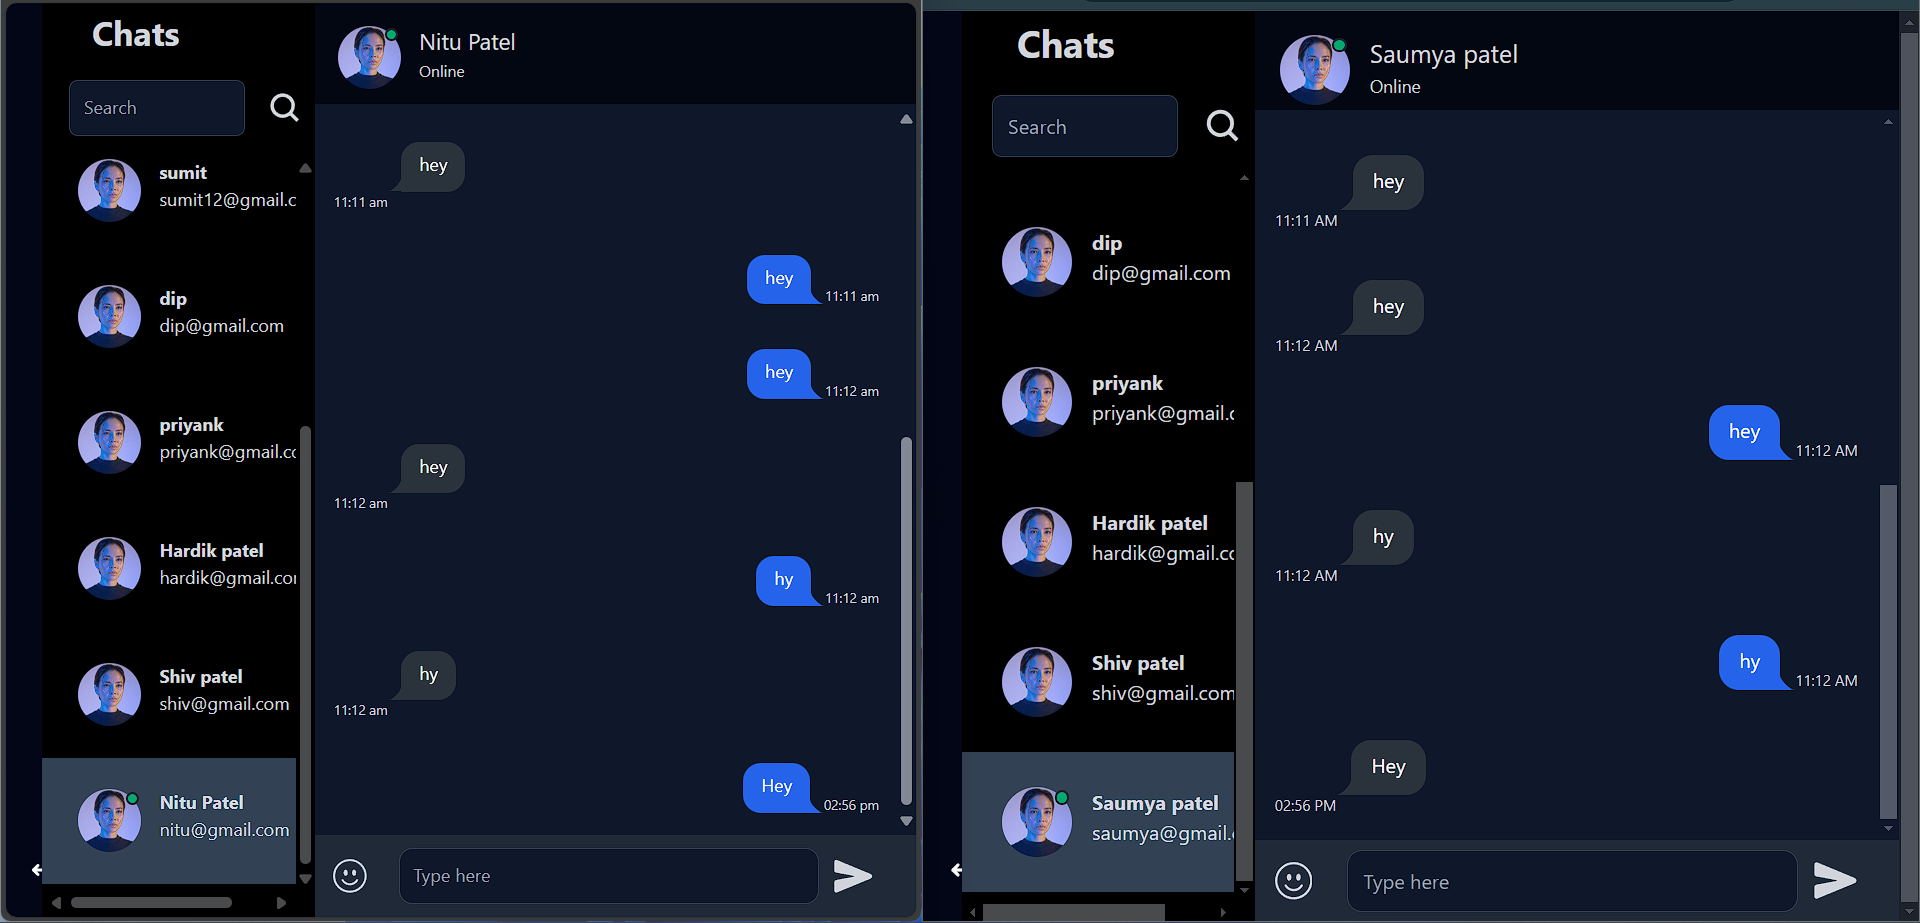 Chats
Search
sumit
sumit12@gmail.c
dip
dip@gmail.com
priyank
priyank@gmail.co
Hardik patel
hardik@gmail.com
Shiv patel
shiv@gmail.com
Nitu Patel
nitu@gmail.com
Nitu Patel
Online
hey
11:11 am
hey
11:11 am
hey
11:12 am
hey
11:12 am
hy
11:12 am
hy
11:12 am
Hey
02:56 pm
Type here
Chats
Search
dip
dip@gmail.com
priyank
priyank@gmail.c
Hardik patel
hardik@gmail.co
Shiv patel
shiv@gmail.com
Saumya patel
saumya@gmail.
Saumya patel
Online
hey
11:11 AM
hey
11:12 AM
hey
11:12 AM
hy
11:12 AM
hy
11:12 AM
Hey
02:56 PM
Type here